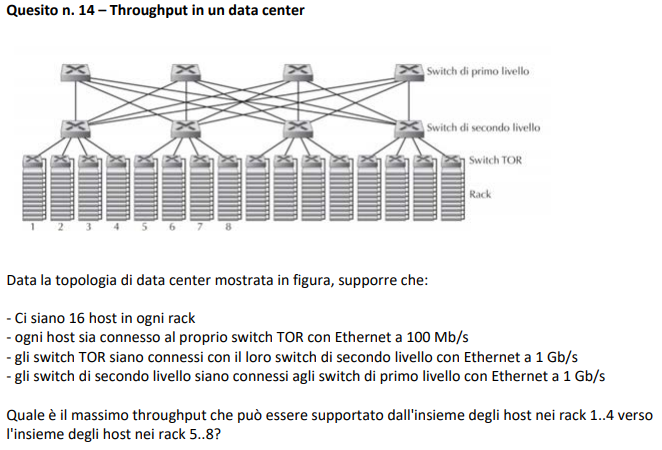 Quesito n. 14 – Throughput in un data center
Switch di primo livello
Switch di secondo livello
Switch TOR
Rack
1 2 3 4 5 6 7 8
Data la topologia di data center mostrata in figura, supporre che:
- Ci siano 16 host in ogni rack
- ogni host sia connesso al proprio switch TOR con Ethernet a 100 Mb/s
- gli switch TOR siano connessi con il loro switch di secondo livello con Ethernet a 1 Gb/s
- gli switch di secondo livello siano connessi agli switch di primo livello con Ethernet a 1 Gb/s
Quale è il massimo throughput che può essere supportato dall'insieme degli host nei rack 1..4 verso
l'insieme degli host nei rack 5..8?